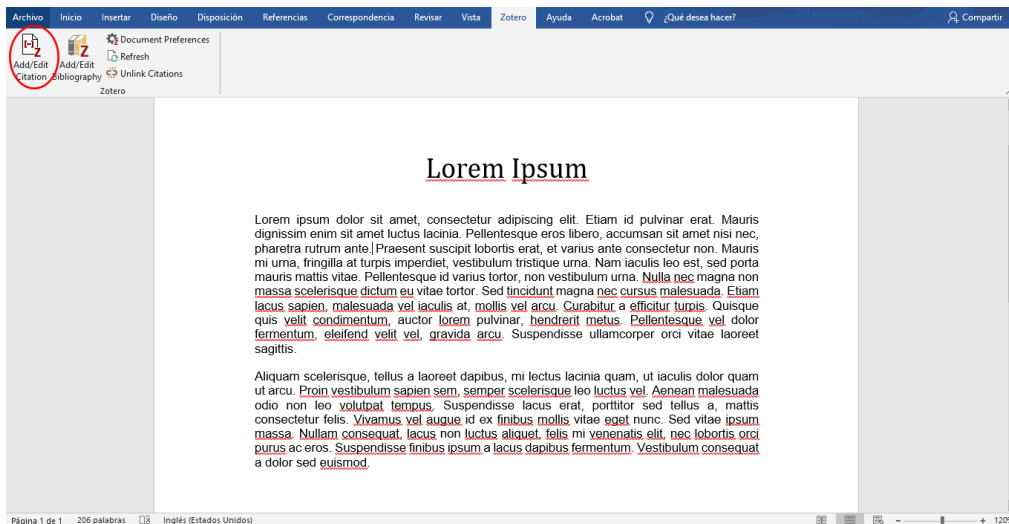 Archivo Inicio Insertar Diseño Disposición Referencias Correspondencia Revisar Vista Zotero Ayuda Acrobat ¿Qué desea hacer? Compartir
Add/Edit Citation
Add/Edit Bibliography
Document Preferences
Refresh
Unlink Citations
Zotero
Lorem Ipsum
Lorem ipsum dolor sit amet, consectetur adipiscing elit. Etiam id pulvinar erat. Mauris
dignissim enim sit amet luctus lacinia. Pellentesque eros libero, accumsan sit amet nisi nec,
pharetra rutrum ante. Praesent suscipit lobortis erat, et varius ante consectetur non. Mauris
mi urna, fringilla at turpis imperdiet, vestibulum tristique urna. Nam iaculis leo est, sed porta
mauris mattis vitae. Pellentesque id varius tortor, non vestibulum urna. Nulla nec magna non
massa scelerisque dictum eu vitae tortor. Sed tincidunt magna nec cursus malesuada. Etiam
lacus sapien, malesuada vel iaculis at, mollis vel arcu. Curabitur a efficitur turpis. Quisque
quis velit condimentum, auctor lorem pulvinar, hendrerit metus. Pellentesque vel dolor
fermentum, eleifend velit vel, gravida arcu. Suspendisse ullamcorper orci vitae laoreet
sagittis.
Aliquam scelerisque, tellus a laoreet dapibus, mi lectus lacinia quam, ut iaculis dolor quam
ut arcu. Proin vestibulum sapien sem, semper scelerisque leo luctus vel. Aenean malesuada
odio non leo volutpat tempus. Suspendisse lacus erat, porttitor sed tellus a, mattis
consectetur felis. Vivamus vel augue id ex finibus mollis vitae eget nunc. Sed vitae ipsum
massa. Nullam consequat, lacus non luctus aliquet, felis mi venenatis elit, nec lobortis orci
purus ac eros. Suspendisse finibus ipsum a lacus dapibus fermentum. Vestibulum consequat
a dolor sed euismod.
Página 1 de 1 206 palabras Inglés (Estados Unidos) 120%